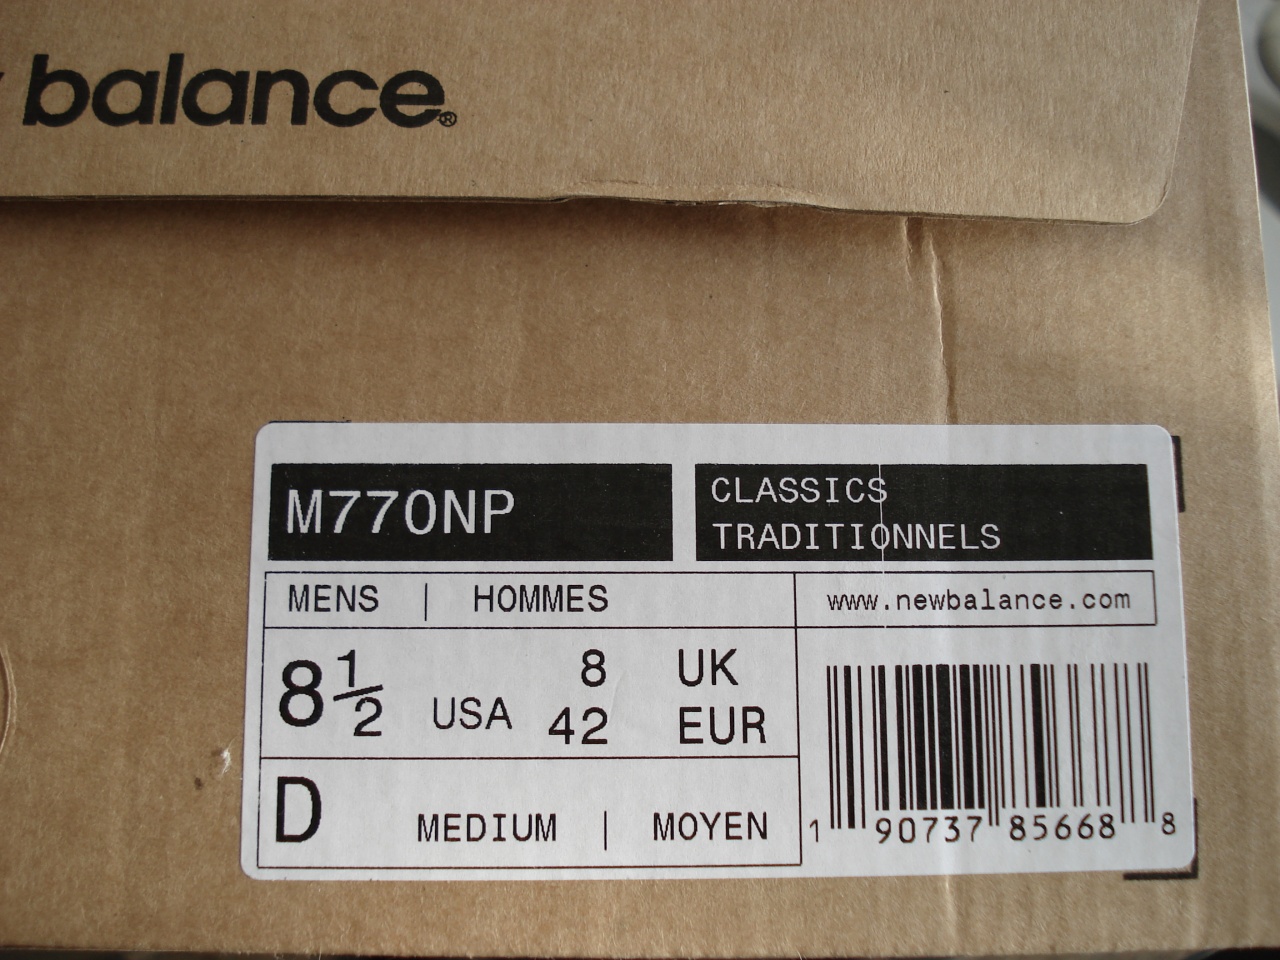 balance®
M770NP
CLASSICS
TRADITIONNELS
MENS | HOMMES
www.newbalance.com
8 1/2 USA 8 UK
42 EUR
D MEDIUM | MOYEN
1 90737 85668 8